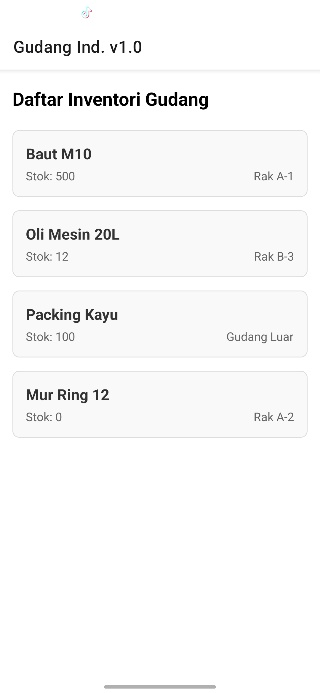 Gudang Ind. v1.0
Daftar Inventori Gudang
Baut M10
Stok: 500 Rak A-1
Oli Mesin 20L
Stok: 12 Rak B-3
Packing Kayu
Stok: 100 Gudang Luar
Mur Ring 12
Stok: 0 Rak A-2